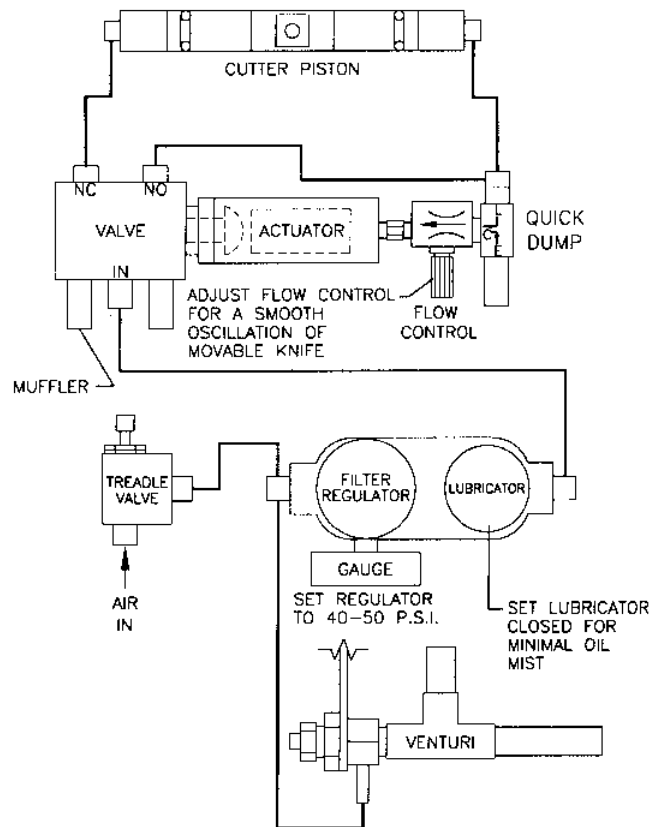 CUTTER PISTON
NC
NO
VALVE
IN
ACTUATOR
QUICK
DUMP
ADJUST FLOW CONTROL
FOR A SMOOTH
OSCILLATION OF
MOVABLE KNIFE
FLOW
CONTROL
MUFFLER
TREADLE
VALVE
AIR
IN
FILTER
REGULATOR
LUBRICATOR
GAUGE
SET REGULATOR
TO 40-50 P.S.I.
SET LUBRICATOR
CLOSED FOR
MINIMAL OIL
MIST
VENTURI